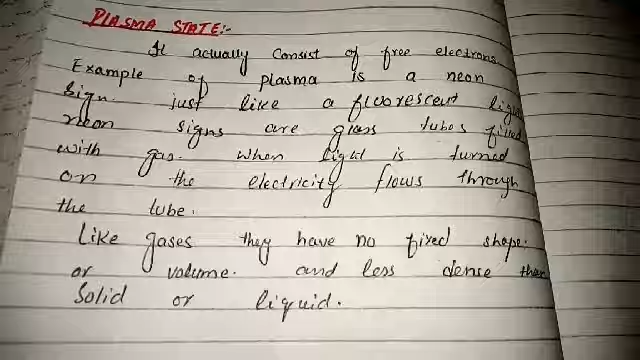 PLASMA STATE:-
It actually consist of free electrons
Example of plasma is a neon
sign. just like a fluorescent light
neon signs are glass tubes filled
with gas. when light is turned
on the electricity flows through
the tube.
Like gases they have no fixed shape.
or volume. and less dense than
Solid or liquid.